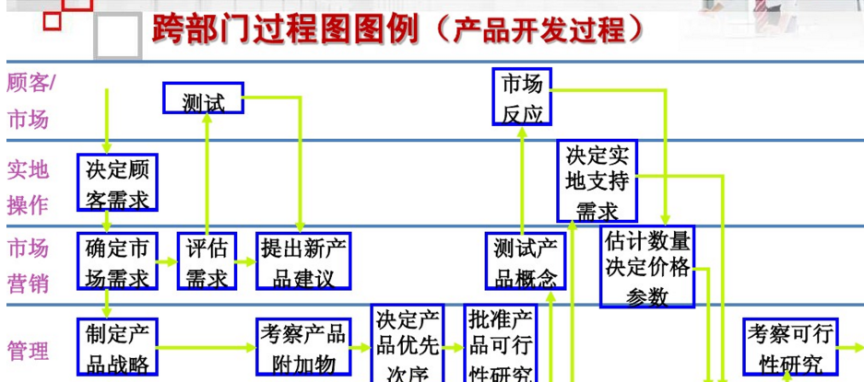 跨部门过程图图例（产品开发过程）
顾客/
市场
测试
市场
反应
实地
操作
决定顾
客需求
决定实
地支持
需求
市场
营销
确定市
场需求
评估
需求
提出新产
品建议
测试产
品概念
估计数量
决定价格
参数
管理
制定产
品战略
考察产品
附加物
决定产
品优先
次序
批准产
品可行
性研究
考察可行
性研究